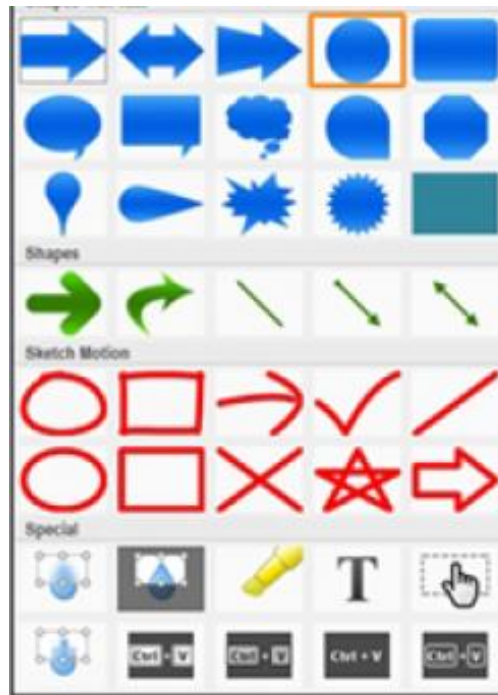 Shapes
Sketch Motion
Special
T
Ctrl + V
Ctrl + V
Ctrl + V
Ctrl + V